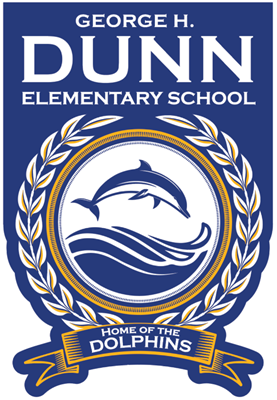 GEORGE H.
DUNN
ELEMENTARY SCHOOL
HOME OF THE
DOLPHINS